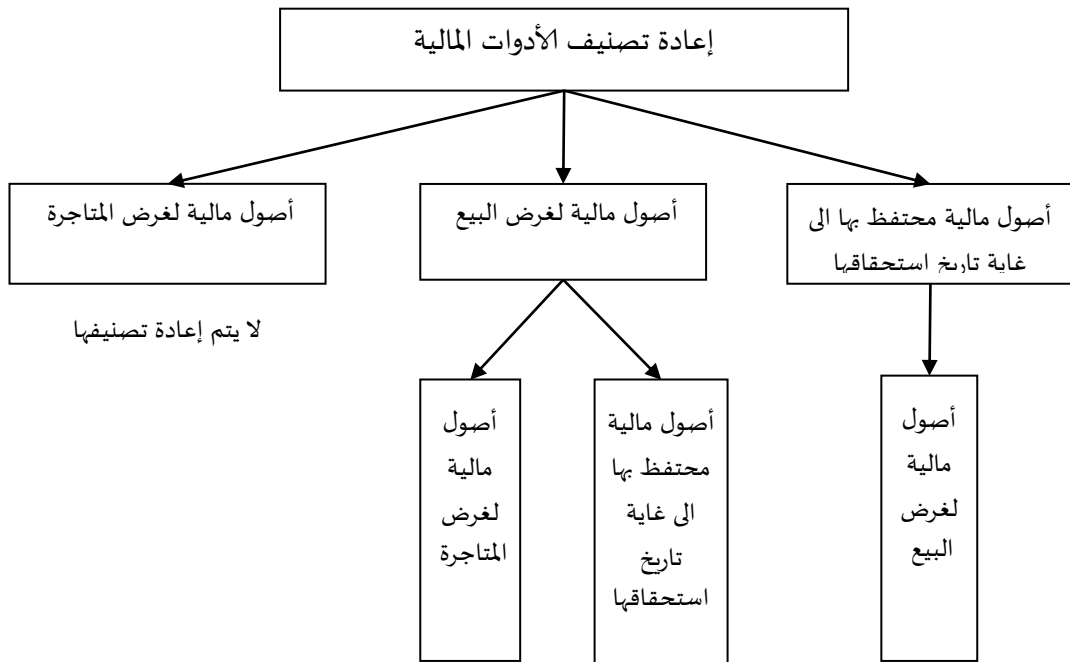 إعادة تصنيف الأدوات المالية
أصول مالية محتفظ بها الى
غاية تاريخ استحقاقها
أصول مالية لغرض البيع
أصول مالية لغرض المتاجرة
لا يتم إعادة تصنيفها
أصول
مالية
لغرض
البيع
أصول مالية
محتفظ بها
الى غاية
تاريخ
استحقاقها
أصول
مالية
لغرض
المتاجرة